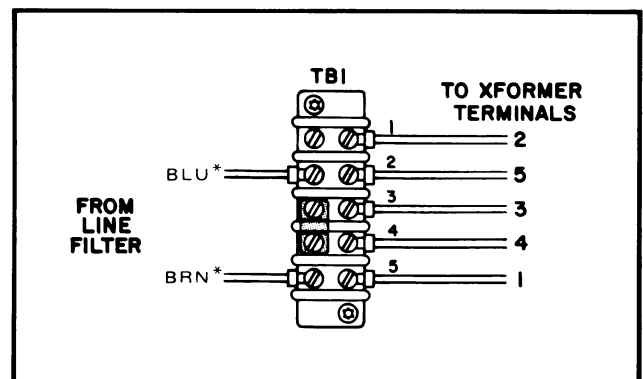 TB1
TO XFORMER
TERMINALS
1
2
BLU*
2
5
3
3
FROM
LINE
FILTER
4
4
BRN*
5
1